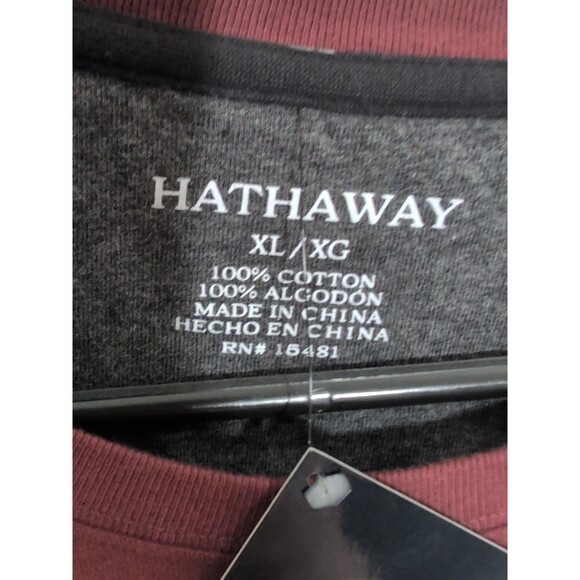 HATHAWAY
XL/XG
100% COTTON
100% ALGODÓN
MADE IN CHINA
HECHO EN CHINA
RN# 15481